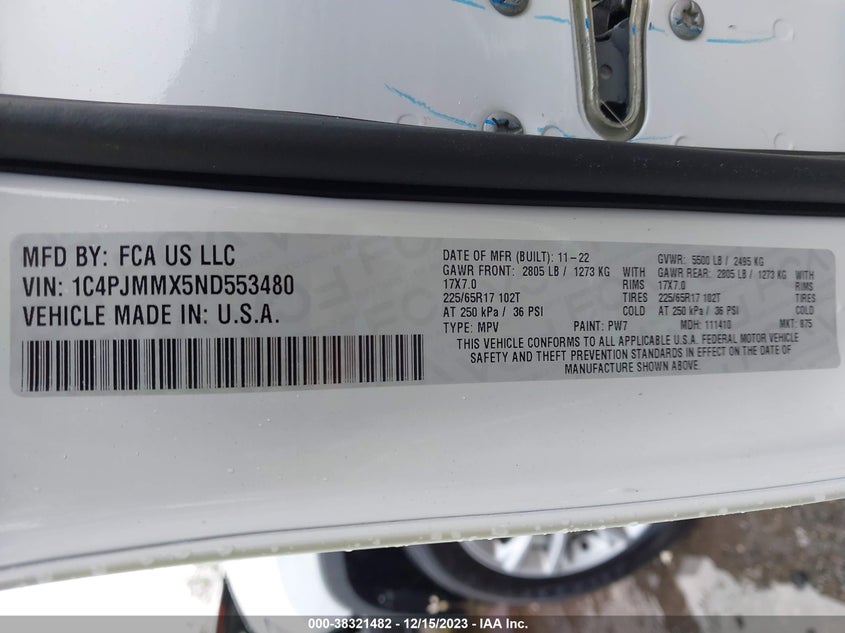 MFD BY: FCA US LLC
VIN: 1C4PJMMX5ND553480
VEHICLE MADE IN: U.S.A.
DATE OF MFR (BUILT): 11-22 GVWR: 5500 LB / 2495 KG
GAWR FRONT: 2805 LB / 1273 KG WITH GAWR REAR: 2805 LB / 1273 KG WITH
17X7.0 RIMS 17X7.0 RIMS
225/65R17 102T TIRES 225/65R17 102T TIRES
AT 250 kPa / 36 PSI COLD AT 250 kPa / 36 PSI COLD
TYPE: MPV PAINT: PW7 MDH: 111410 MKT: 875
THIS VEHICLE CONFORMS TO ALL APPLICABLE U.S.A. FEDERAL MOTOR VEHICLE
SAFETY AND THEFT PREVENTION STANDARDS IN EFFECT ON THE DATE OF
MANUFACTURE SHOWN ABOVE.
000-38321482 - 12/15/2023 - IAA Inc.